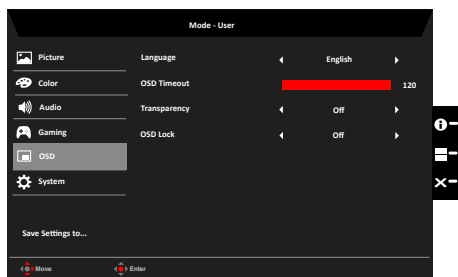 Mode - User
Picture
Language
English
Color
OSD Timeout
120
Audio
Transparency
Off
Gaming
OSD Lock
Off
OSD
System
Save Settings to...
Move
Enter